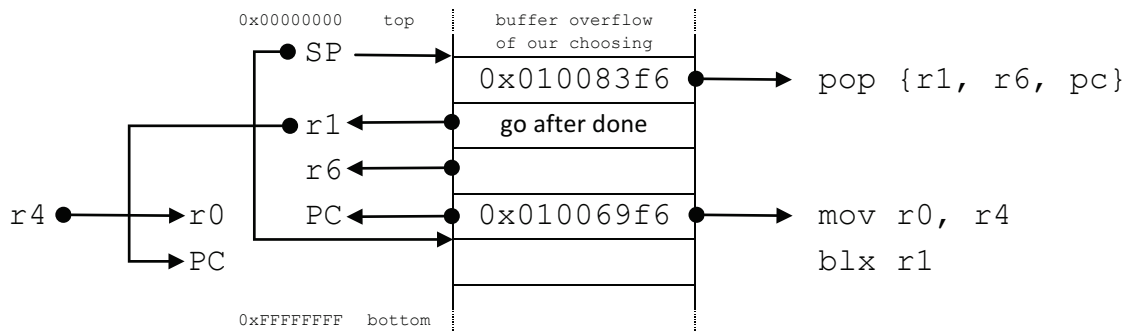 0x00000000 top
buffer overflow
of our choosing
SP
0x010083f6
pop {r1, r6, pc}
r1
go after done
r6
r4
r0
PC
0x010069f6
mov r0, r4
PC
blx r1
0xFFFFFFFF bottom